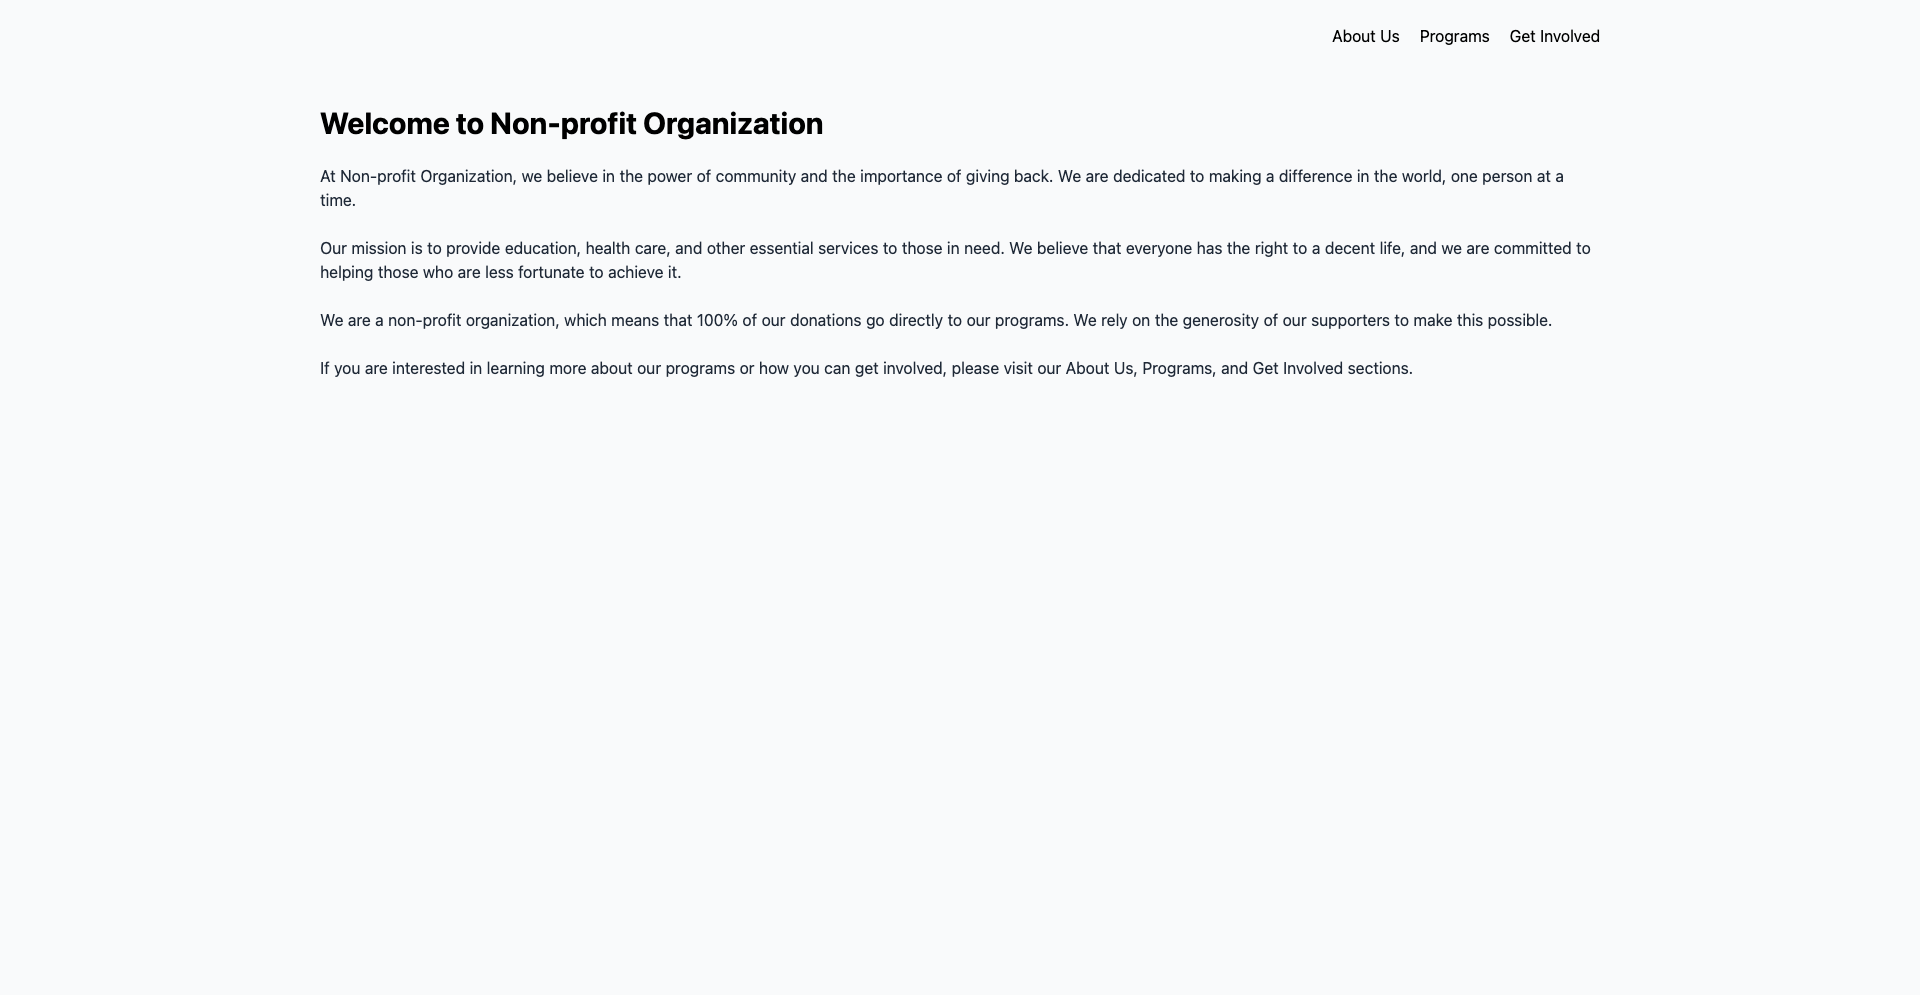 About Us Programs Get Involved
Welcome to Non-profit Organization
At Non-profit Organization, we believe in the power of community and the importance of giving back. We are dedicated to making a difference in the world, one person at a
time.
Our mission is to provide education, health care, and other essential services to those in need. We believe that everyone has the right to a decent life, and we are committed to
helping those who are less fortunate to achieve it.
We are a non-profit organization, which means that 100% of our donations go directly to our programs. We rely on the generosity of our supporters to make this possible.
If you are interested in learning more about our programs or how you can get involved, please visit our About Us, Programs, and Get Involved sections.